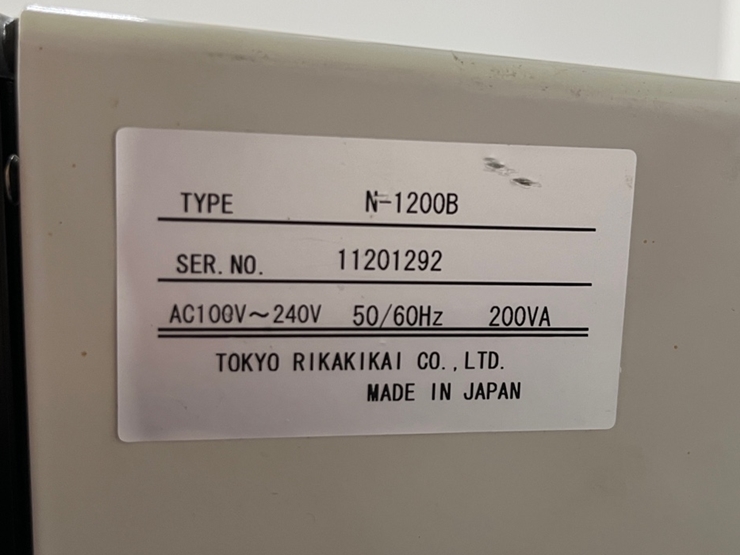 TYPE N-1200B
SER. NO. 11201292
AC100V～240V 50/60Hz 200VA
TOKYO RIKAKIKAI CO.,LTD.
MADE IN JAPAN